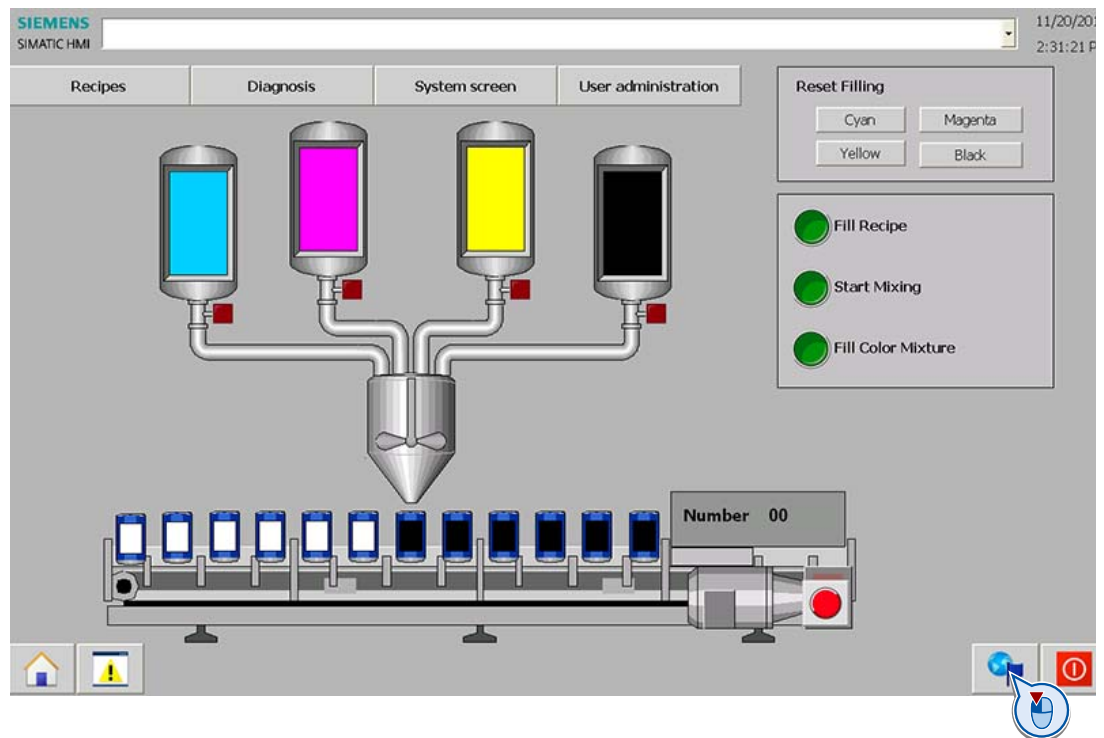 SIEMENS
SIMATIC HMI
11/20/201
2:31:21 P
Recipes
Diagnosis
System screen
User administration
Reset Filling
Cyan
Magenta
Yellow
Black
Fill Recipe
Start Mixing
Fill Color Mixture
Number 00